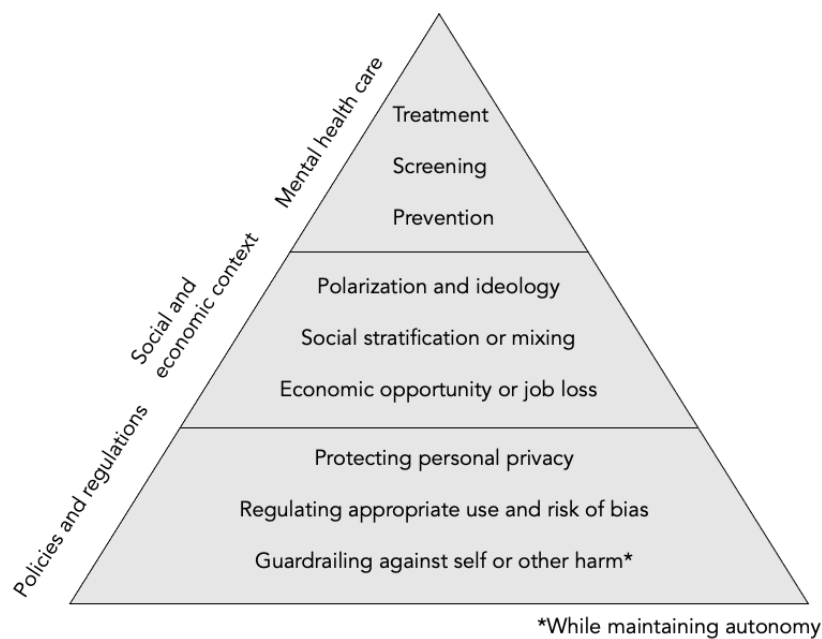 Mental health care
Treatment
Screening
Prevention
Social and
economic context
Polarization and ideology
Social stratification or mixing
Economic opportunity or job loss
Policies and regulations
Protecting personal privacy
Regulating appropriate use and risk of bias
Guardrailing against self or other harm*
*While maintaining autonomy